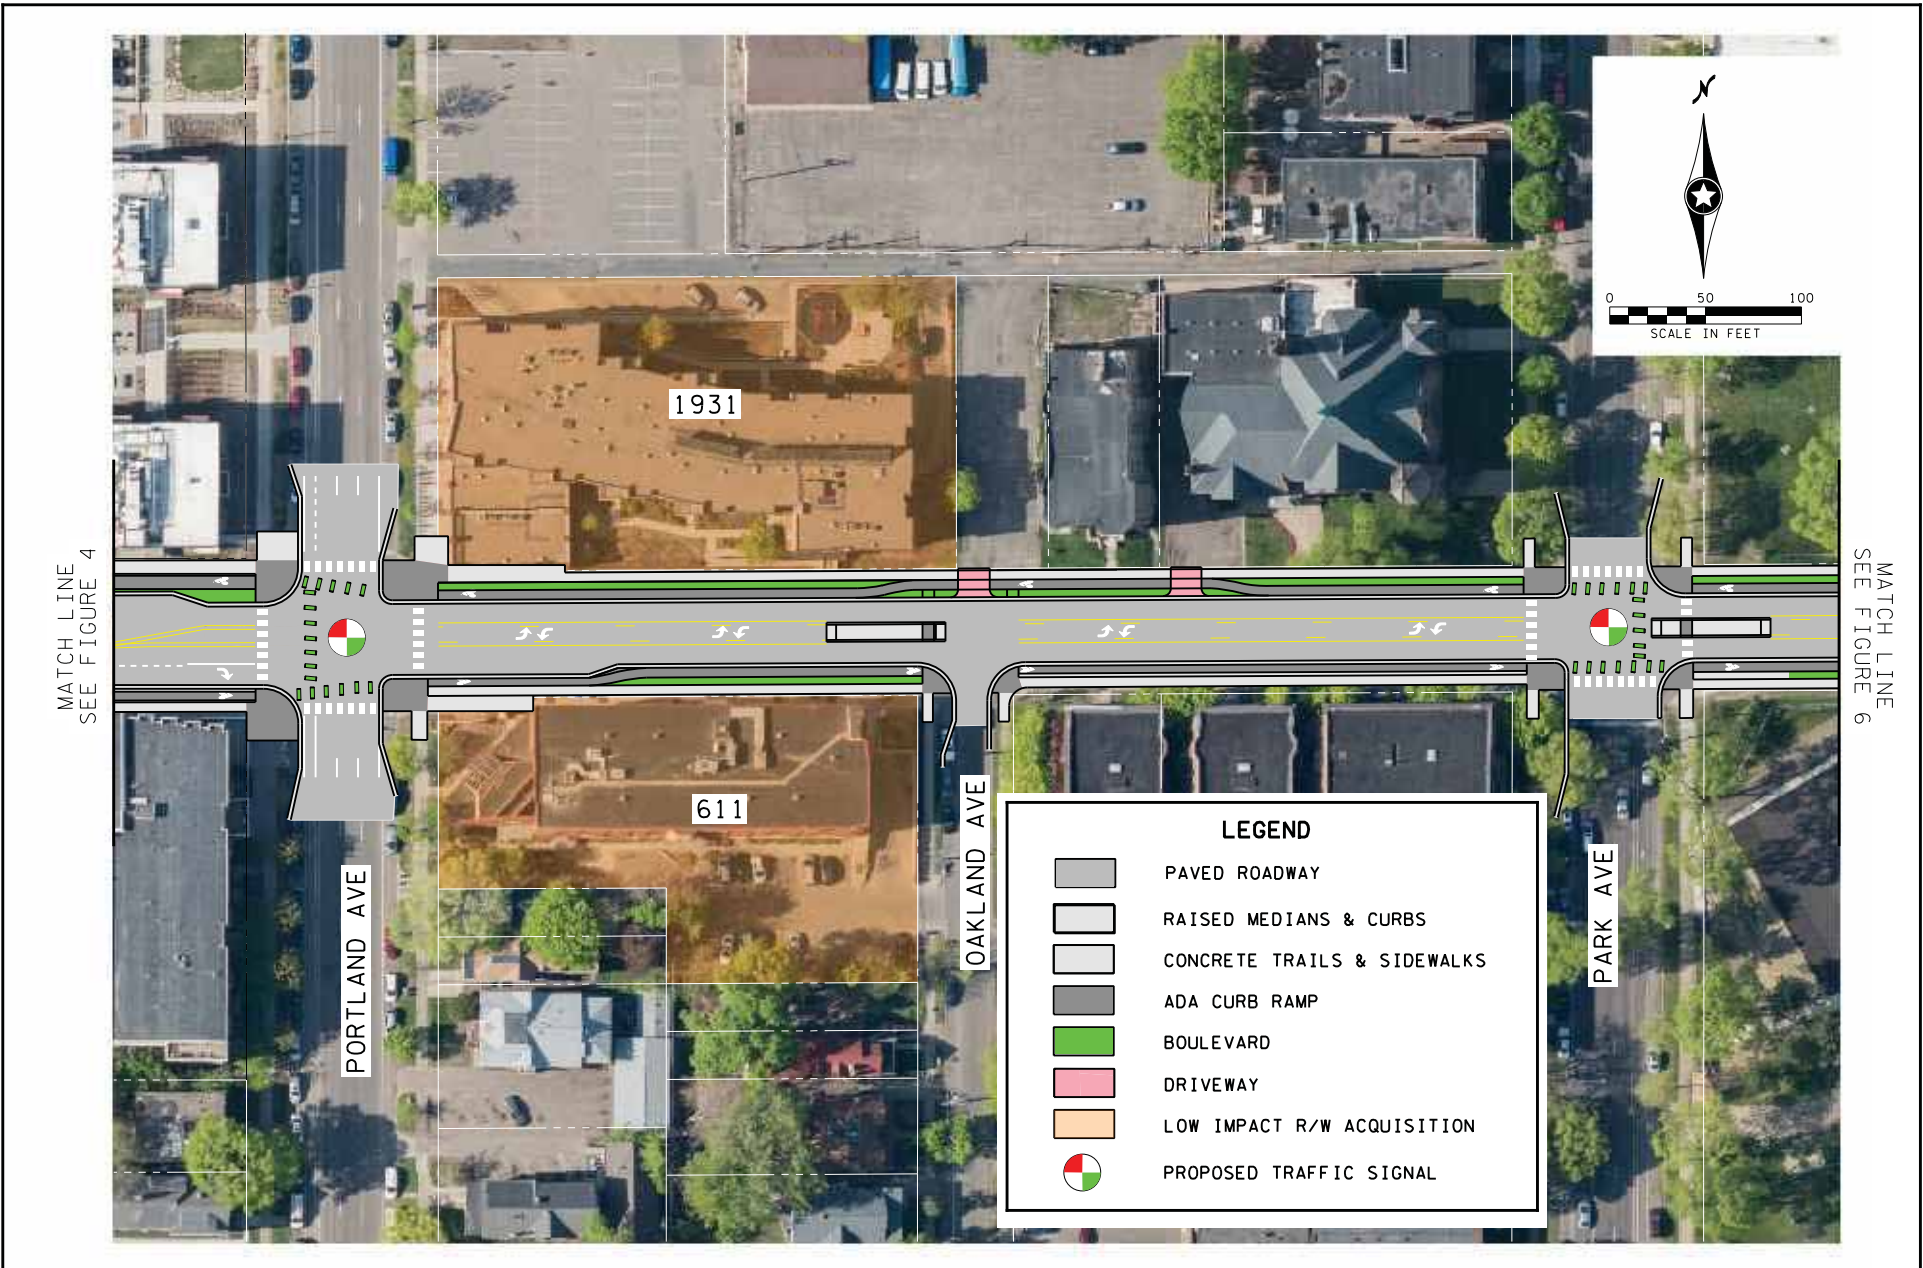 N
0 50 100
SCALE IN FEET
1931
MATCH LINE
SEE FIGURE 4
MATCH LINE
SEE FIGURE 6
611
PORTLAND AVE
OAKLAND AVE
PARK AVE
LEGEND
PAVED ROADWAY
RAISED MEDIANS & CURBS
CONCRETE TRAILS & SIDEWALKS
ADA CURB RAMP
BOULEVARD
DRIVEWAY
LOW IMPACT R/W ACQUISITION
PROPOSED TRAFFIC SIGNAL